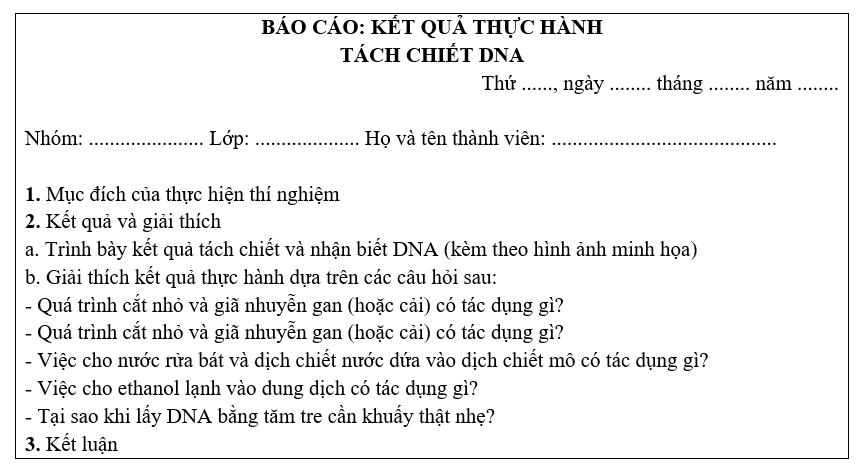 BÁO CÁO: KẾT QUẢ THỰC HÀNH
TÁCH CHIẾT DNA
Thứ ......, ngày ........ tháng ........ năm ........
Nhóm: ...................... Lớp: .................... Họ và tên thành viên: ...........................................
1. Mục đích của thực hiện thí nghiệm
2. Kết quả và giải thích
a. Trình bày kết quả tách chiết và nhận biết DNA (kèm theo hình ảnh minh họa)
b. Giải thích kết quả thực hành dựa trên các câu hỏi sau:
- Quá trình cắt nhỏ và giã nhuyễn gan (hoặc cải) có tác dụng gì?
- Quá trình cắt nhỏ và giã nhuyễn gan (hoặc cải) có tác dụng gì?
- Việc cho nước rửa bát và dịch chiết nước dứa vào dịch chiết mô có tác dụng gì?
- Việc cho ethanol lạnh vào dung dịch có tác dụng gì?
- Tại sao khi lấy DNA bằng tăm tre cần khuấy thật nhẹ?
3. Kết luận